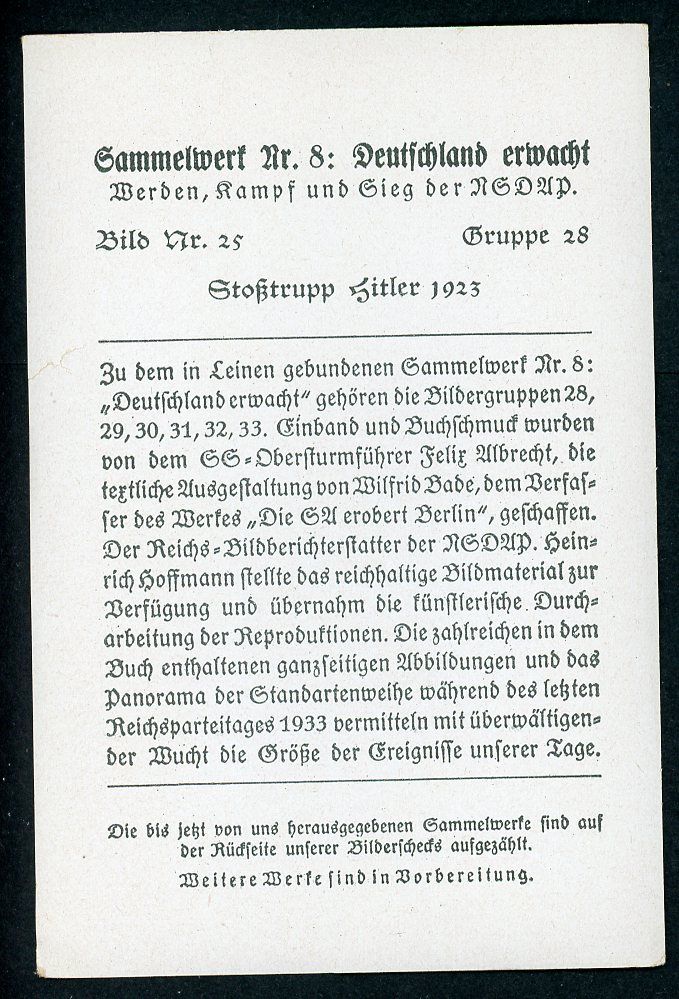 Sammelwerk Nr. 8: Deutschland erwacht
Werden, Kampf und Sieg der NSDAP.
Bild Nr. 25 Gruppe 28
Stoßtrupp Hitler 1923
Zu dem in Leinen gebundenen Sammelwerk Nr. 8:
„Deutschland erwacht“ gehören die Bildergruppen 28,
29, 30, 31, 32, 33. Einband und Buchschmuck wurden
von dem SS-Obersturmführer Felix Albrecht, die
textliche Ausgestaltung von Wilfrid Bade, dem Verfas-
ser des Werkes „Die SA erobert Berlin“, geschaffen.
Der Reichs-Bildberichterstatter der NSDAP. Hein-
rich Hoffmann stellte das reichhaltige Bildmaterial zur
Verfügung und übernahm die künstlerische Durch-
arbeitung der Reproduktionen. Die zahlreichen in dem
Buch enthaltenen ganzseitigen Abbildungen und das
Panorama der Standartenweihe während des letzten
Reichsparteitages 1933 vermitteln mit überwältigen-
der Wucht die Größe der Ereignisse unserer Tage.
Die bis jetzt von uns herausgegebenen Sammelwerke sind auf
der Rückseite unserer Bilderschecks aufgezählt.
Weitere Werke sind in Vorbereitung.